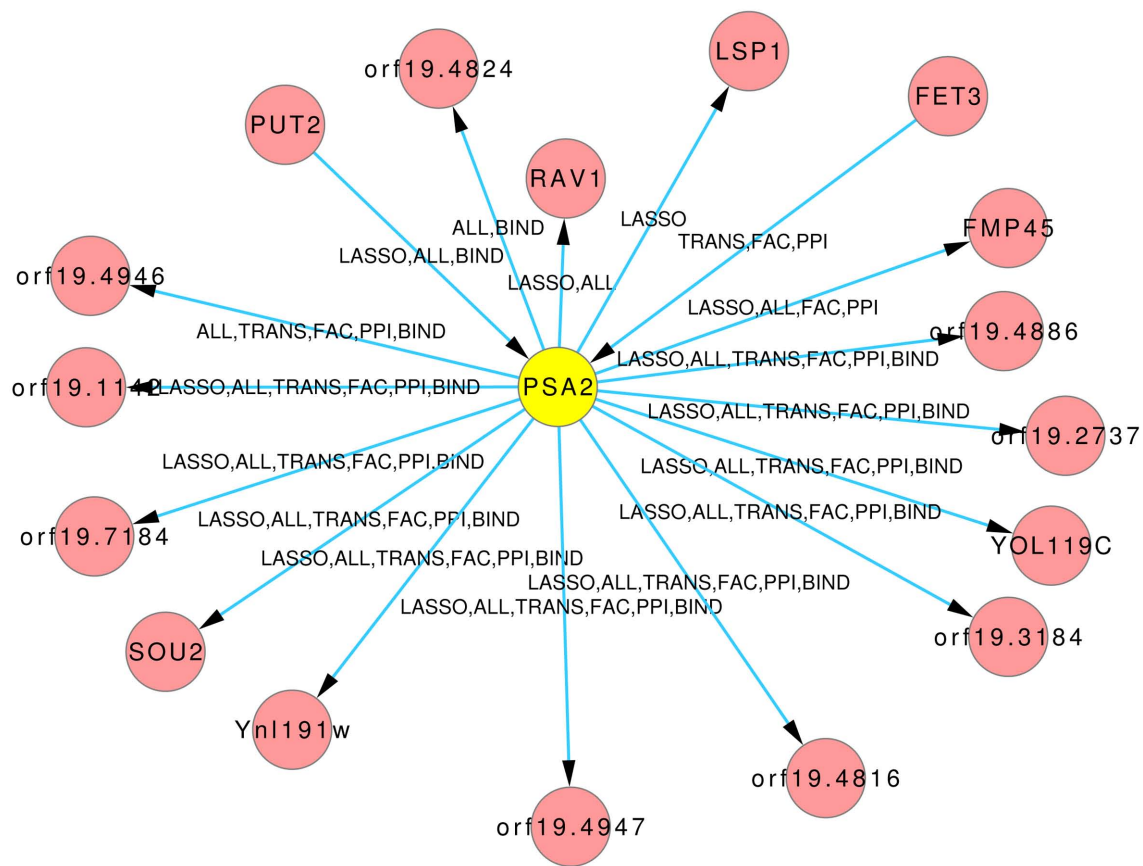 LSP1
orf19.4824
FET3
PUT2
RAV1
LASSO
ALL,BIND
FMP45
TRANS,FAC,PPI
LASSO,ALL,BIND
orf19.4946
LASSO,ALL
LASSO,ALL,FAC,PPI
ALL,TRANS,FAC,PPI,BIND
orf19.4886
LASSO,ALL,TRANS,FAC,PPI,BIND
orf19.1142
LASSO,ALL,TRANS,FAC,PPI,BIND
PSA2
LASSO,ALL,TRANS,FAC,PPI,BIND
orf19.2737
LASSO,ALL,TRANS,FAC,PPI,BIND
LASSO,ALL,TRANS,FAC,PPI,BIND
LASSO,ALL,TRANS,FAC,PPI,BIND
LASSO,ALL,TRANS,FAC,PPI,BIND
orf19.7184
YOL119C
LASSO,ALL,TRANS,FAC,PPI,BIND
LASSO,ALL,TRANS,FAC,PPI,BIND
LASSO,ALL,TRANS,FAC,PPI,BIND
orf19.3184
SOU2
Ynl191w
orf19.4816
orf19.4947